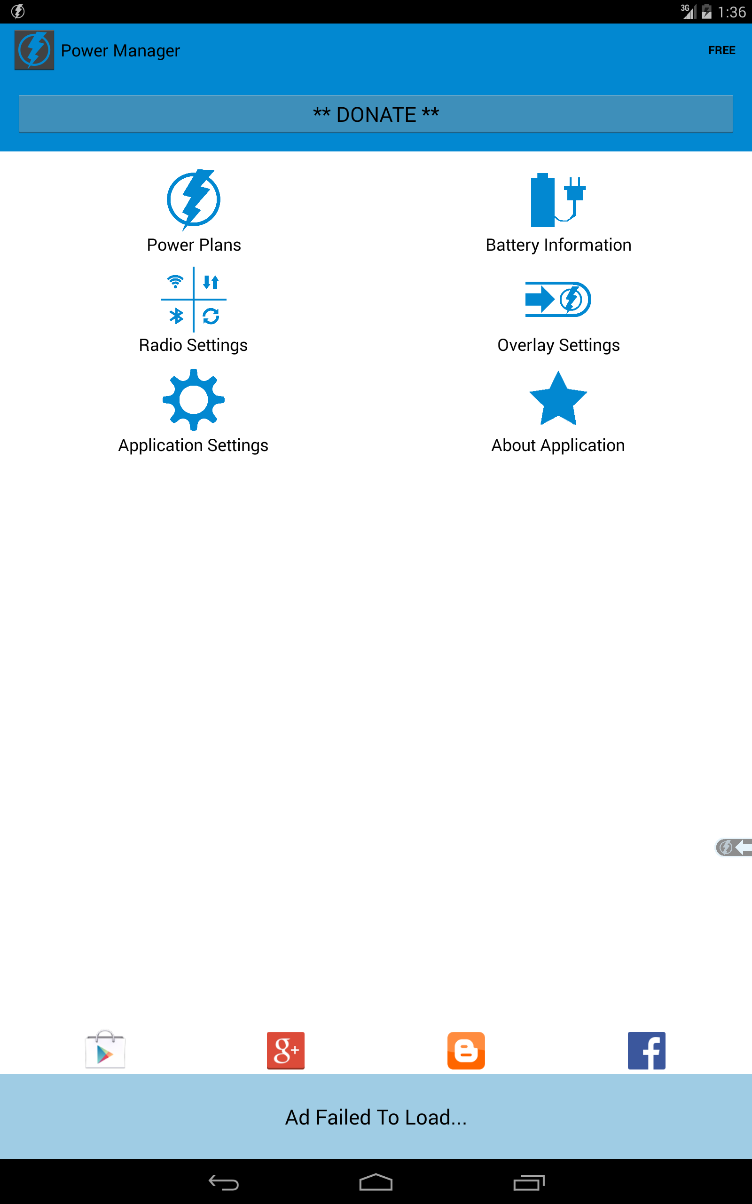 3G 1:36
Power Manager FREE
** DONATE **
Power Plans Battery Information
Radio Settings Overlay Settings
Application Settings About Application
g+
Ad Failed To Load...